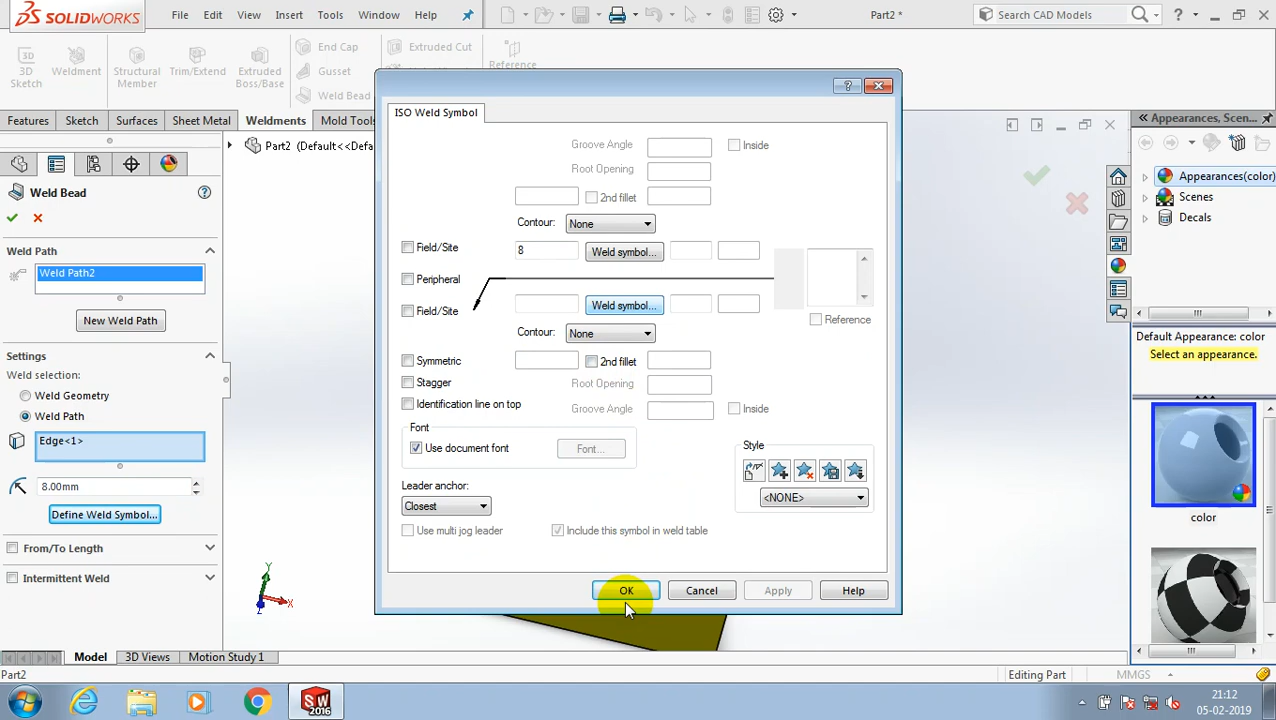 SOLIDWORKS
File Edit View Insert Tools Window Help
Part2 *
Search CAD Models
3D Sketch
Weldment
Structural Member
Trim/Extend
Extruded Boss/Base
End Cap
Gusset
Weld Bead
Extruded Cut
Reference
Features Sketch Surfaces Sheet Metal Weldments Mold Tools
Part2 (Default<<Defa
Weld Bead
Weld Path
Weld Path2
New Weld Path
Settings
Weld selection:
Weld Geometry
Weld Path
Edge<1>
8.00mm
Define Weld Symbol...
From/To Length
Intermittent Weld
ISO Weld Symbol
Groove Angle
Inside
Root Opening
2nd fillet
Contour: None
Field/Site
8
Weld symbol...
Peripheral
Field/Site
Weld symbol...
Reference
Contour: None
Symmetric
2nd fillet
Stagger
Root Opening
Identification line on top
Groove Angle
Inside
Font
Use document font
Font...
Style
<NONE>
Leader anchor:
Closest
Use multi jog leader
Include this symbol in weld table
OK Cancel Apply Help
Appearances, Scen...
Appearances(color)
Scenes
Decals
Default Appearance: color
Select an appearance.
color
Y
X
Z
Model 3D Views Motion Study 1
Part2
Editing Part
MMGS
SW
2016
21:12
05-02-2019